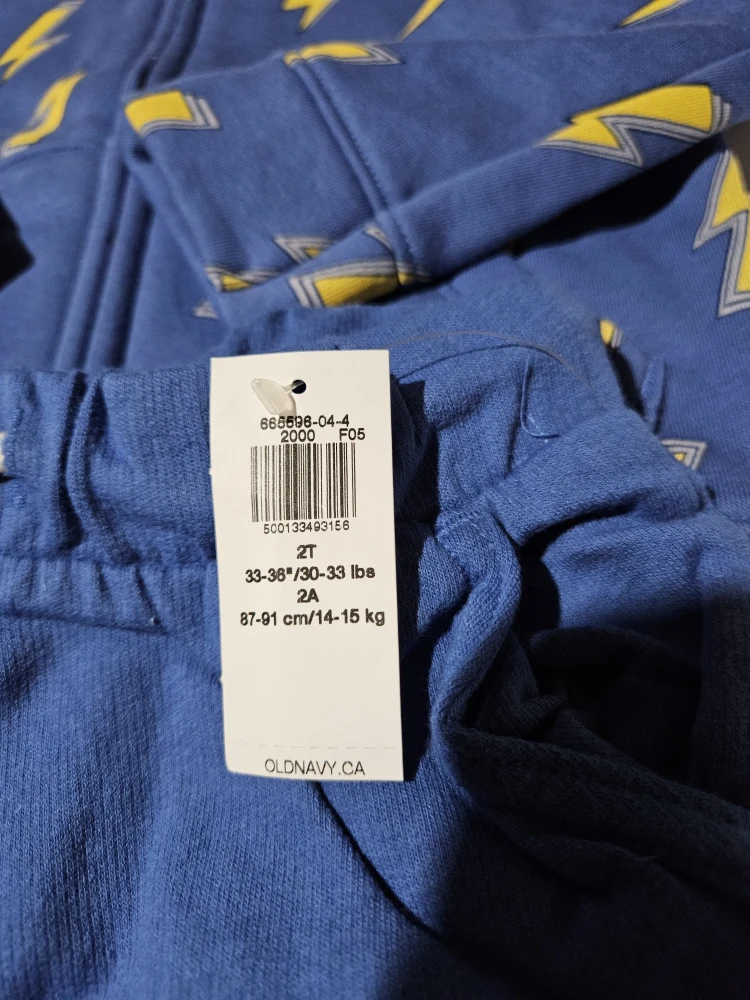 665596-04-4
2000 F05
500133493156
2T
33-36"/30-33 lbs
2A
87-91 cm/14-15 kg
OLDNAVY.CA